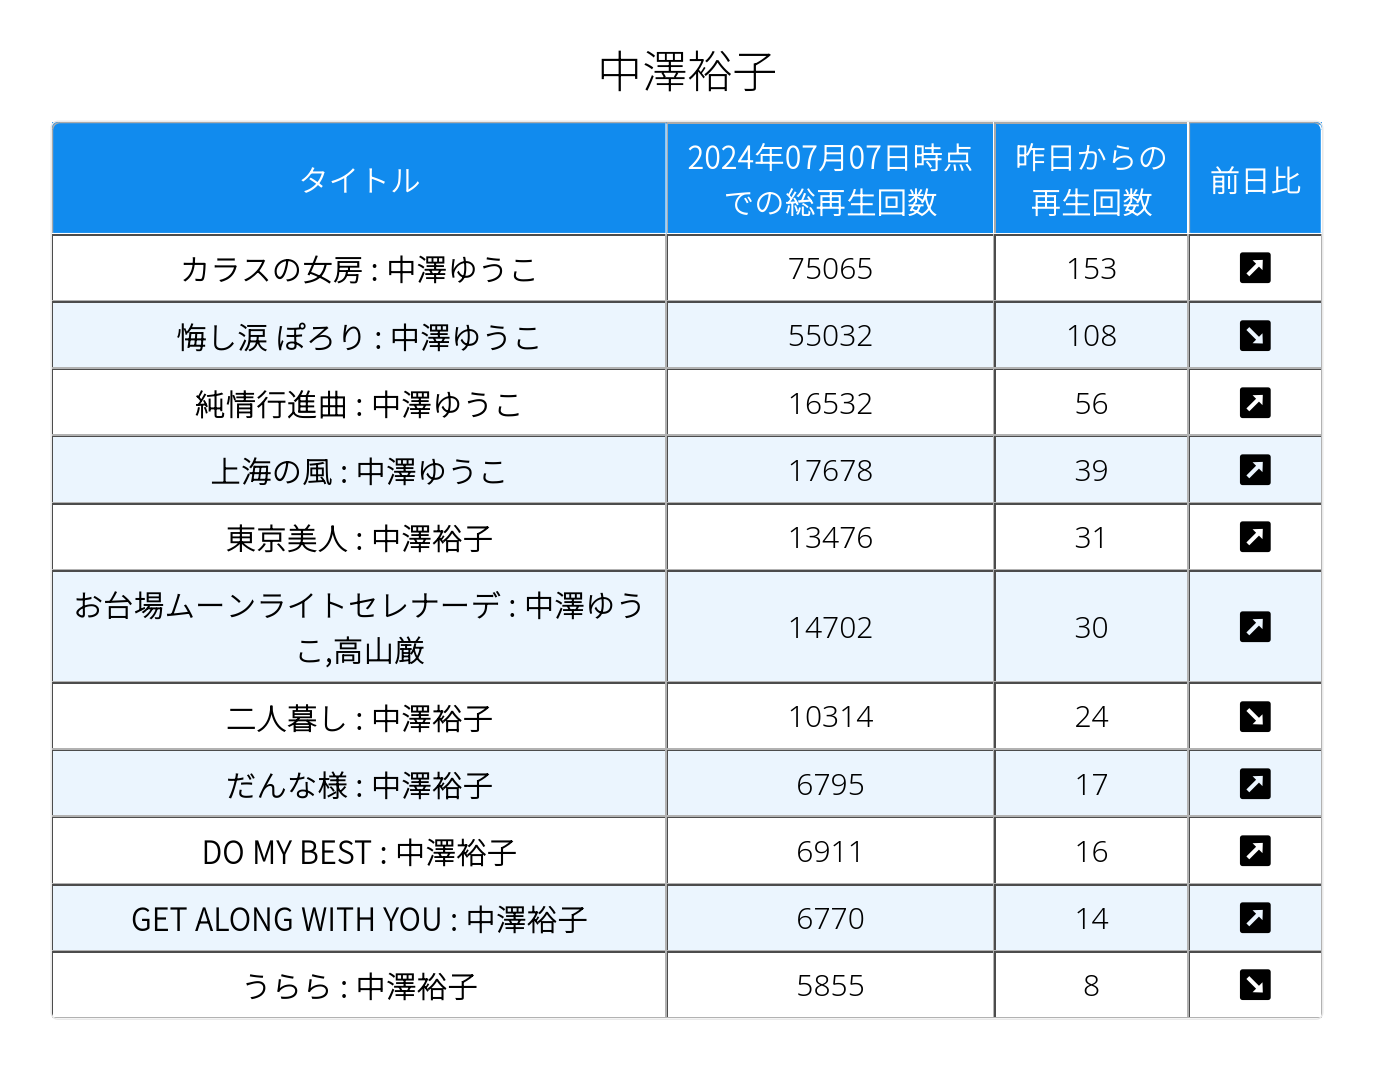 中澤裕子
タイトル
2024年07月07日時点
での総再生回数
昨日からの
再生回数
前日比
カラスの女房 : 中澤ゆうこ 75065 153
悔し涙 ぽろり : 中澤ゆうこ 55032 108
純情行進曲 : 中澤ゆうこ 16532 56
上海の風 : 中澤ゆうこ 17678 39
東京美人 : 中澤裕子 13476 31
お台場ムーンライトセレナーデ : 中澤ゆう
こ,高山厳 14702 30
二人暮し : 中澤裕子 10314 24
だんな様 : 中澤裕子 6795 17
DO MY BEST : 中澤裕子 6911 16
GET ALONG WITH YOU : 中澤裕子 6770 14
うらら : 中澤裕子 5855 8